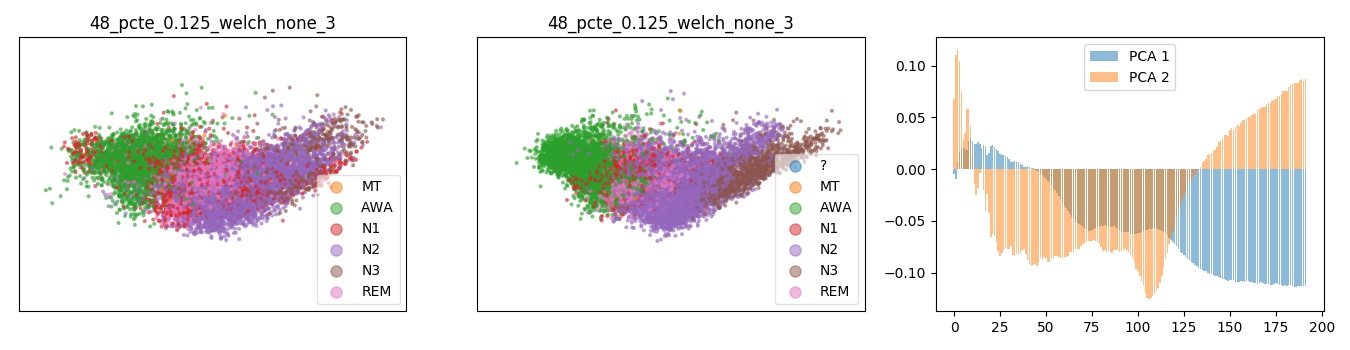 48_pcte_0.125_welch_none_3
MT
AWA
N1
N2
N3
REM
48_pcte_0.125_welch_none_3
?
MT
AWA
N1
N2
N3
REM
PCA 1
PCA 2
0.10
0.05
0.00
−0.05
−0.10
0 25 50 75 100 125 150 175 200